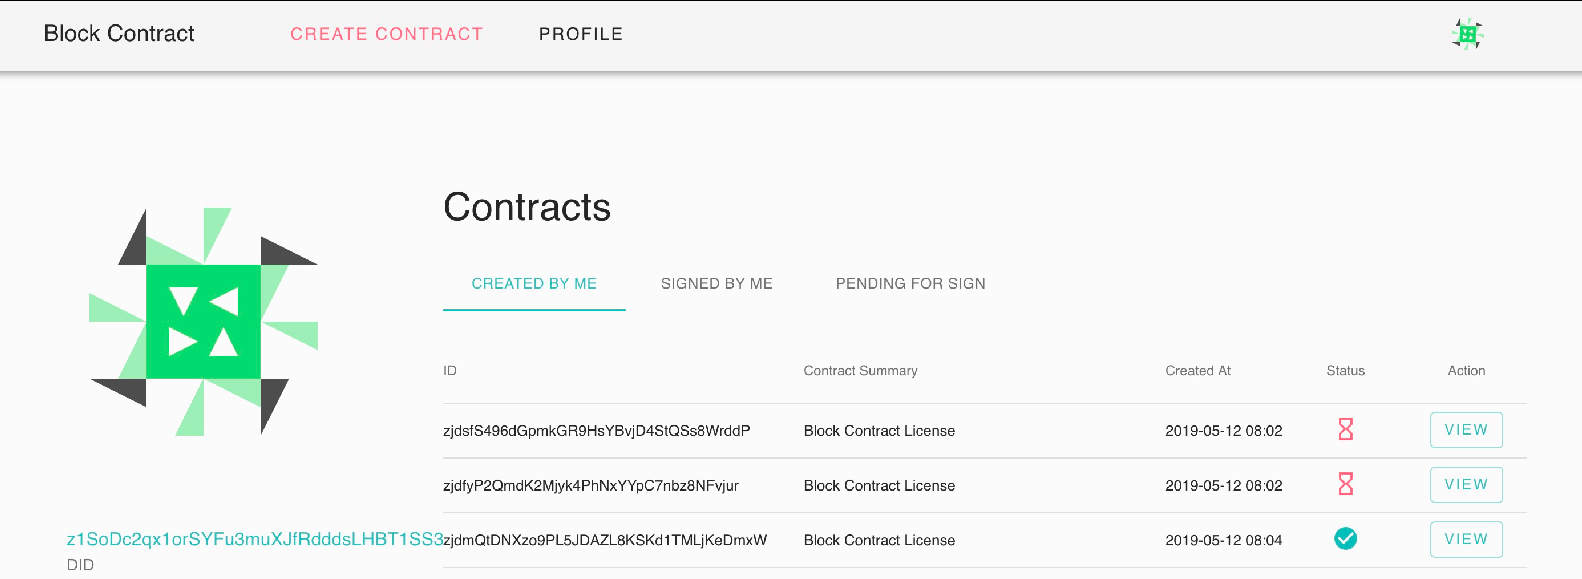 Block Contract
CREATE CONTRACT
PROFILE
Contracts
CREATED BY ME
SIGNED BY ME
PENDING FOR SIGN
ID
Contract Summary
Created At
Status
Action
zjdsfS496dGpmkGR9HsYBvjD4StQSs8WrddP
Block Contract License
2019-05-12 08:02
VIEW
zjdfyP2QmdK2Mjyk4PhNxYYpC7nbz8NFvjur
Block Contract License
2019-05-12 08:02
VIEW
z1SoDc2qx1orSYFu3muXJfRdddsLHBT1SS3
DID
zjdmQtDNXzo9PL5JDAZL8KSKd1TMLjKeDmxW
Block Contract License
2019-05-12 08:04
VIEW